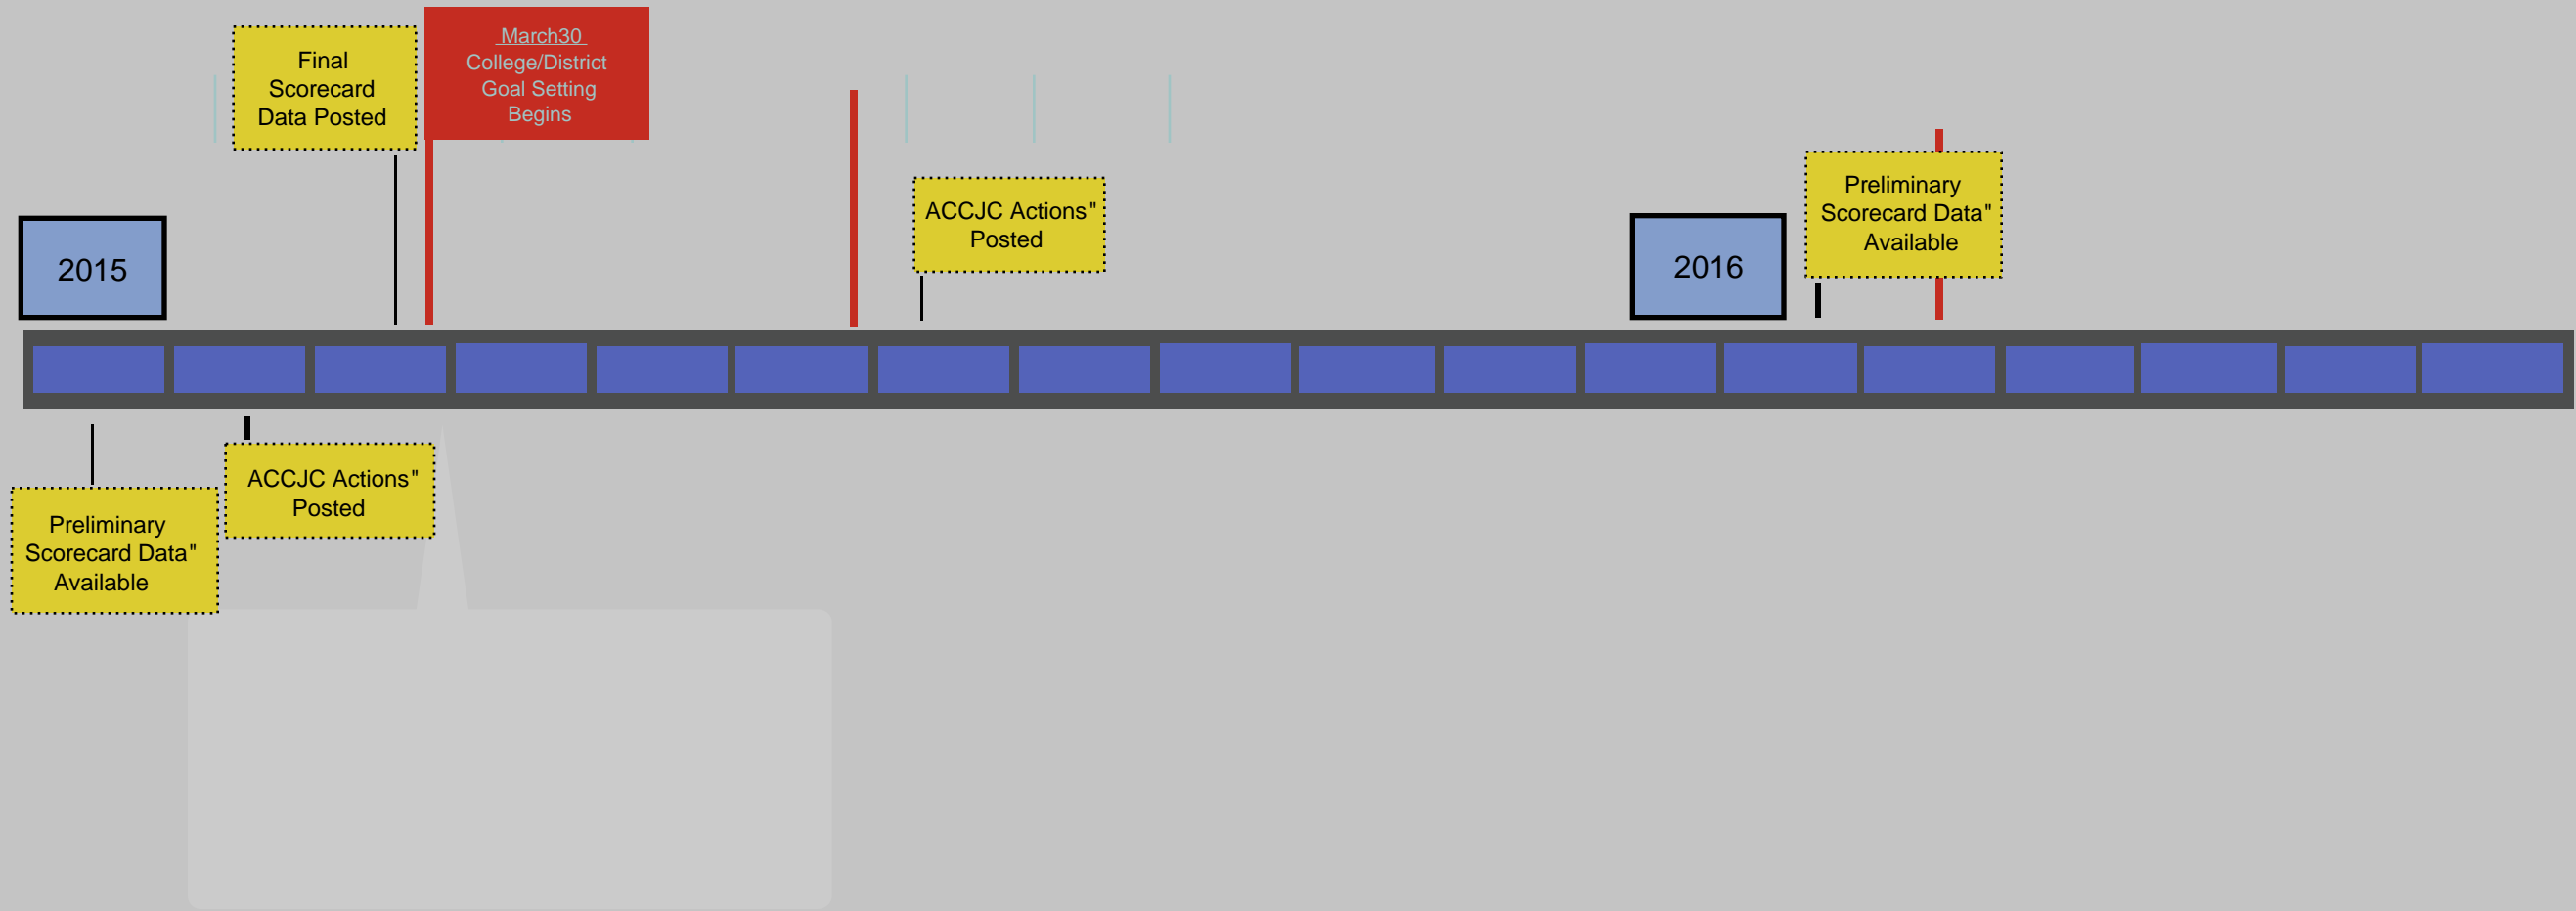 Final
Scorecard
Data Posted
March30
College/District
Goal Setting
Begins
ACCJC Actions"
Posted
Preliminary
Scorecard Data"
Available
2015
2016
ACCJC Actions"
Posted
Preliminary
Scorecard Data"
Available